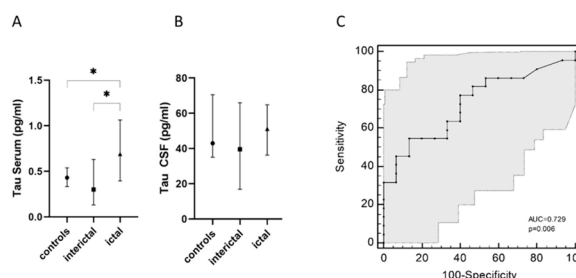 A
B
C
*
*
1.5
1.0
0.5
0.0
Tau Serum (pg/ml)
controls
interictal
ictal
80
60
40
20
0
Tau CSF (pg/ml)
controls
interictal
ictal
100
80
60
40
20
0
Sensitivity
AUC=0.729
p=0.006
0 20 40 60 80 100
100-Specificity